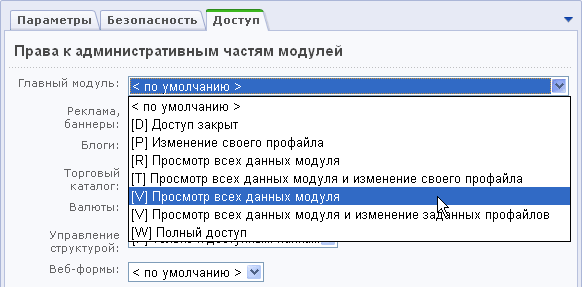 Параметры Безопасность Доступ
Права к административным частям модулей
Главный модуль: < по умолчанию >
< по умолчанию >
Реклама,
баннеры:
[D] Доступ закрыт
[P] Изменение своего профайла
Блоги:
[R] Просмотр всех данных модуля
Торговый
каталог:
[T] Просмотр всех данных модуля и изменение своего профайла
[V] Просмотр всех данных модуля
Валюты:
[V] Просмотр всех данных модуля и изменение заданных профайлов
Управление
структурой:
[W] Полный доступ
Веб-формы: < по умолчанию >